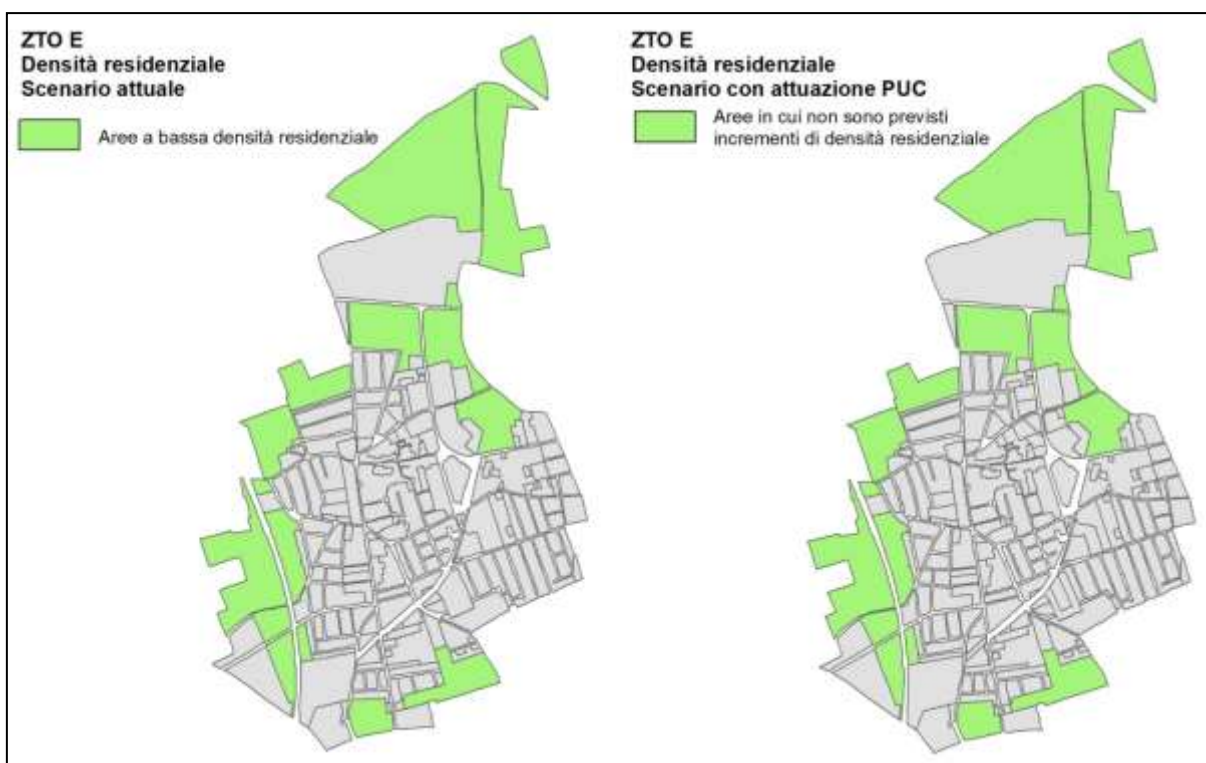 ZTO E
Densità residenziale
Scenario attuale
Aree a bassa densità residenziale
ZTO E
Densità residenziale
Scenario con attuazione PUC
Aree in cui non sono previsti
incrementi di densità residenziale